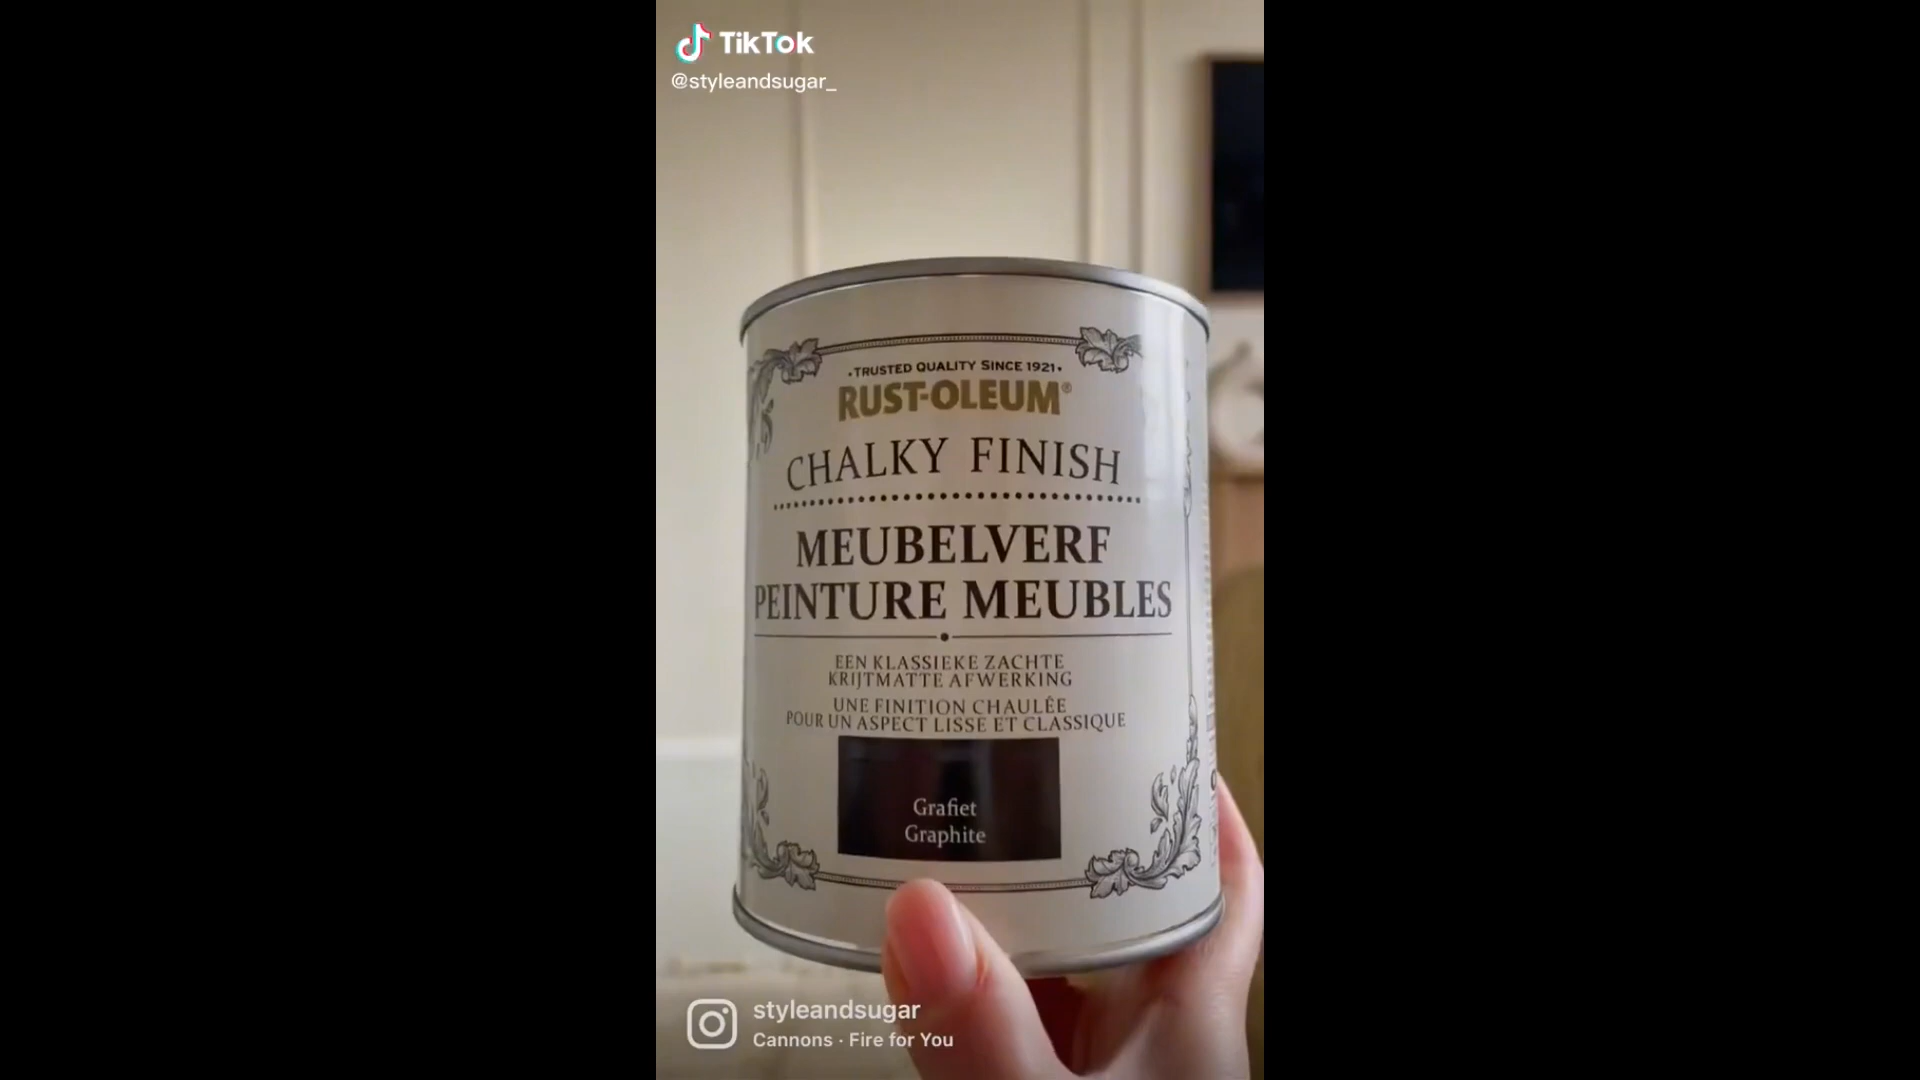 TikTok
@styleandsugar_
·TRUSTED QUALITY SINCE 1921·
RUST-OLEUM®
CHALKY FINISH
MEUBELVERF
PEINTURE MEUBLES
EEN KLASSIEKE ZACHTE
KRIJTMATTE AFWERKING
UNE FINITION CHAULÉE
POUR UN ASPECT LISSE ET CLASSIQUE
Grafiet
Graphite
styleandsugar
Cannons · Fire for You